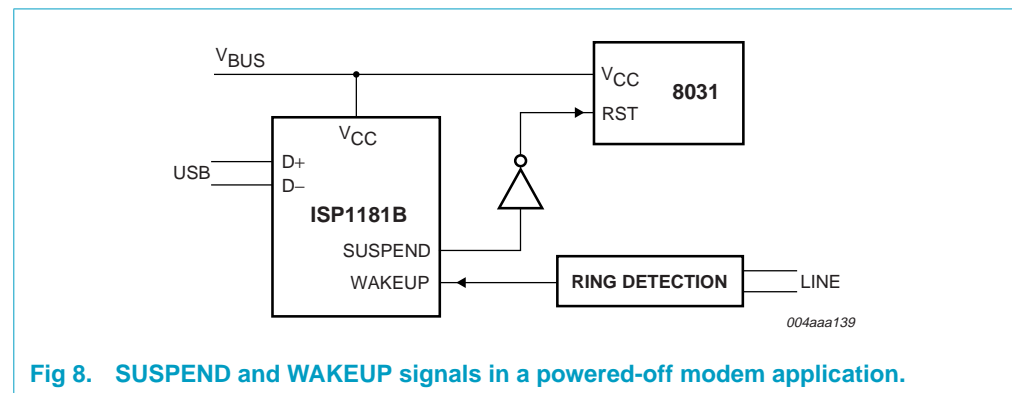 VBUS
VCC
8031
RST
VCC
USB
D+
D−
ISP1181B
SUSPEND
WAKEUP
RING DETECTION
LINE
004aaa139
Fig 8. SUSPEND and WAKEUP signals in a powered-off modem application.